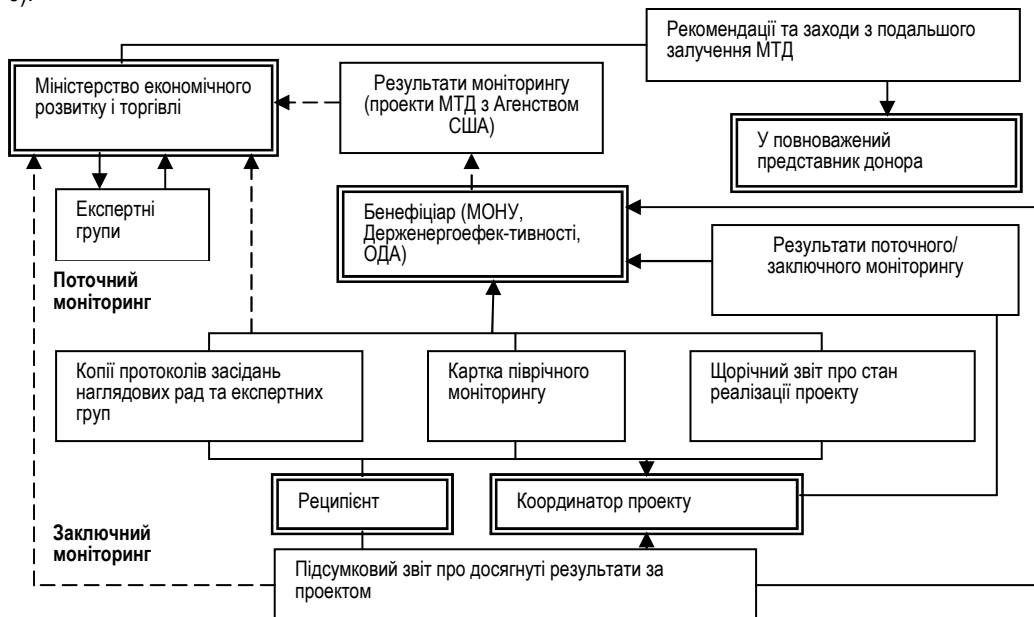 Рекомендації та заходи з подальшого
залучення МТД
Міністерство економічного
розвитку і торгівлі
Результати моніторингу
(проекти МТД з Агенством
США)
У повноважений
представник донора
Експертні
групи
Бенефіціар (МОНУ,
Держенергоефек-тивності,
ОДА)
Результати поточного/
заключного моніторингу
Поточний
моніторинг
Копії протоколів засідань
наглядових рад та експертних
груп
Картка піврічного
моніторингу
Щорічний звіт про стан
реалізації проекту
Реципієнт
Координатор проекту
Заключний
моніторинг
Підсумковий звіт про досягнуті результати за
проектом